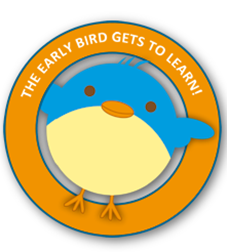 THE EARLY BIRD GETS TO LEARN!